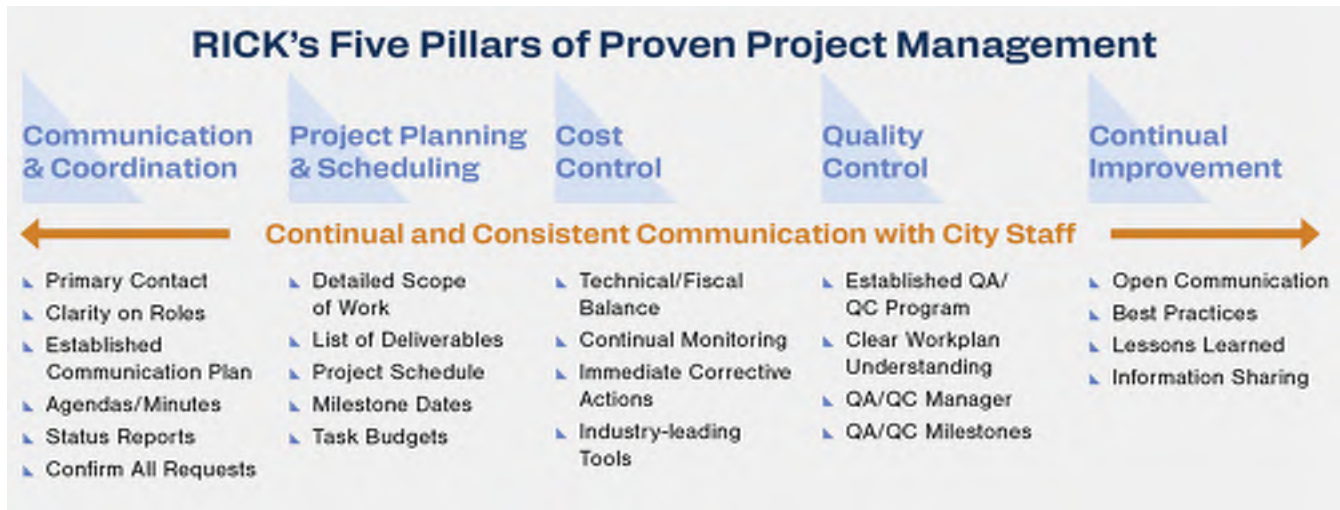 RICK's Five Pillars of Proven Project Management
Communication
& Coordination
Project Planning
& Scheduling
Cost
Control
Quality
Control
Continual
Improvement
Continual and Consistent Communication with City Staff
Primary Contact
Clarity on Roles
Established
Communication Plan
Agendas/Minutes
Status Reports
Confirm All Requests
Detailed Scope
of Work
List of Deliverables
Project Schedule
Milestone Dates
Task Budgets
Technical/Fiscal
Balance
Continual Monitoring
Immediate Corrective
Actions
Industry-leading
Tools
Established QA/
QC Program
Clear Workplan
Understanding
QA/QC Manager
QA/QC Milestones
Open Communication
Best Practices
Lessons Learned
Information Sharing